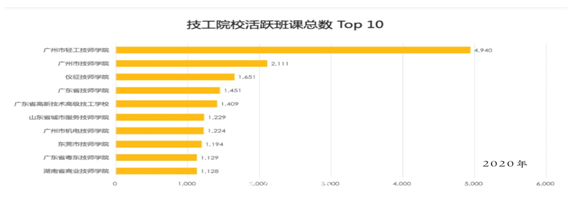 技工院校活跃班课总数 Top 10
广州市轻工技师学院 4,940
广州市技师学院 2,111
仪征技师学院 1,651
广东省技师学院 1,451
广东省高新技术高级技工学校 1,409
山东省城市服务技师学院 1,229
广州市机电技师学院 1,224
东莞市技师学院 1,194
广东省粤东技师学院 1,129
湖南省商业技师学院 1,128
2020年
0 1,000 2,000 3,000 4,000 5,000 6,000